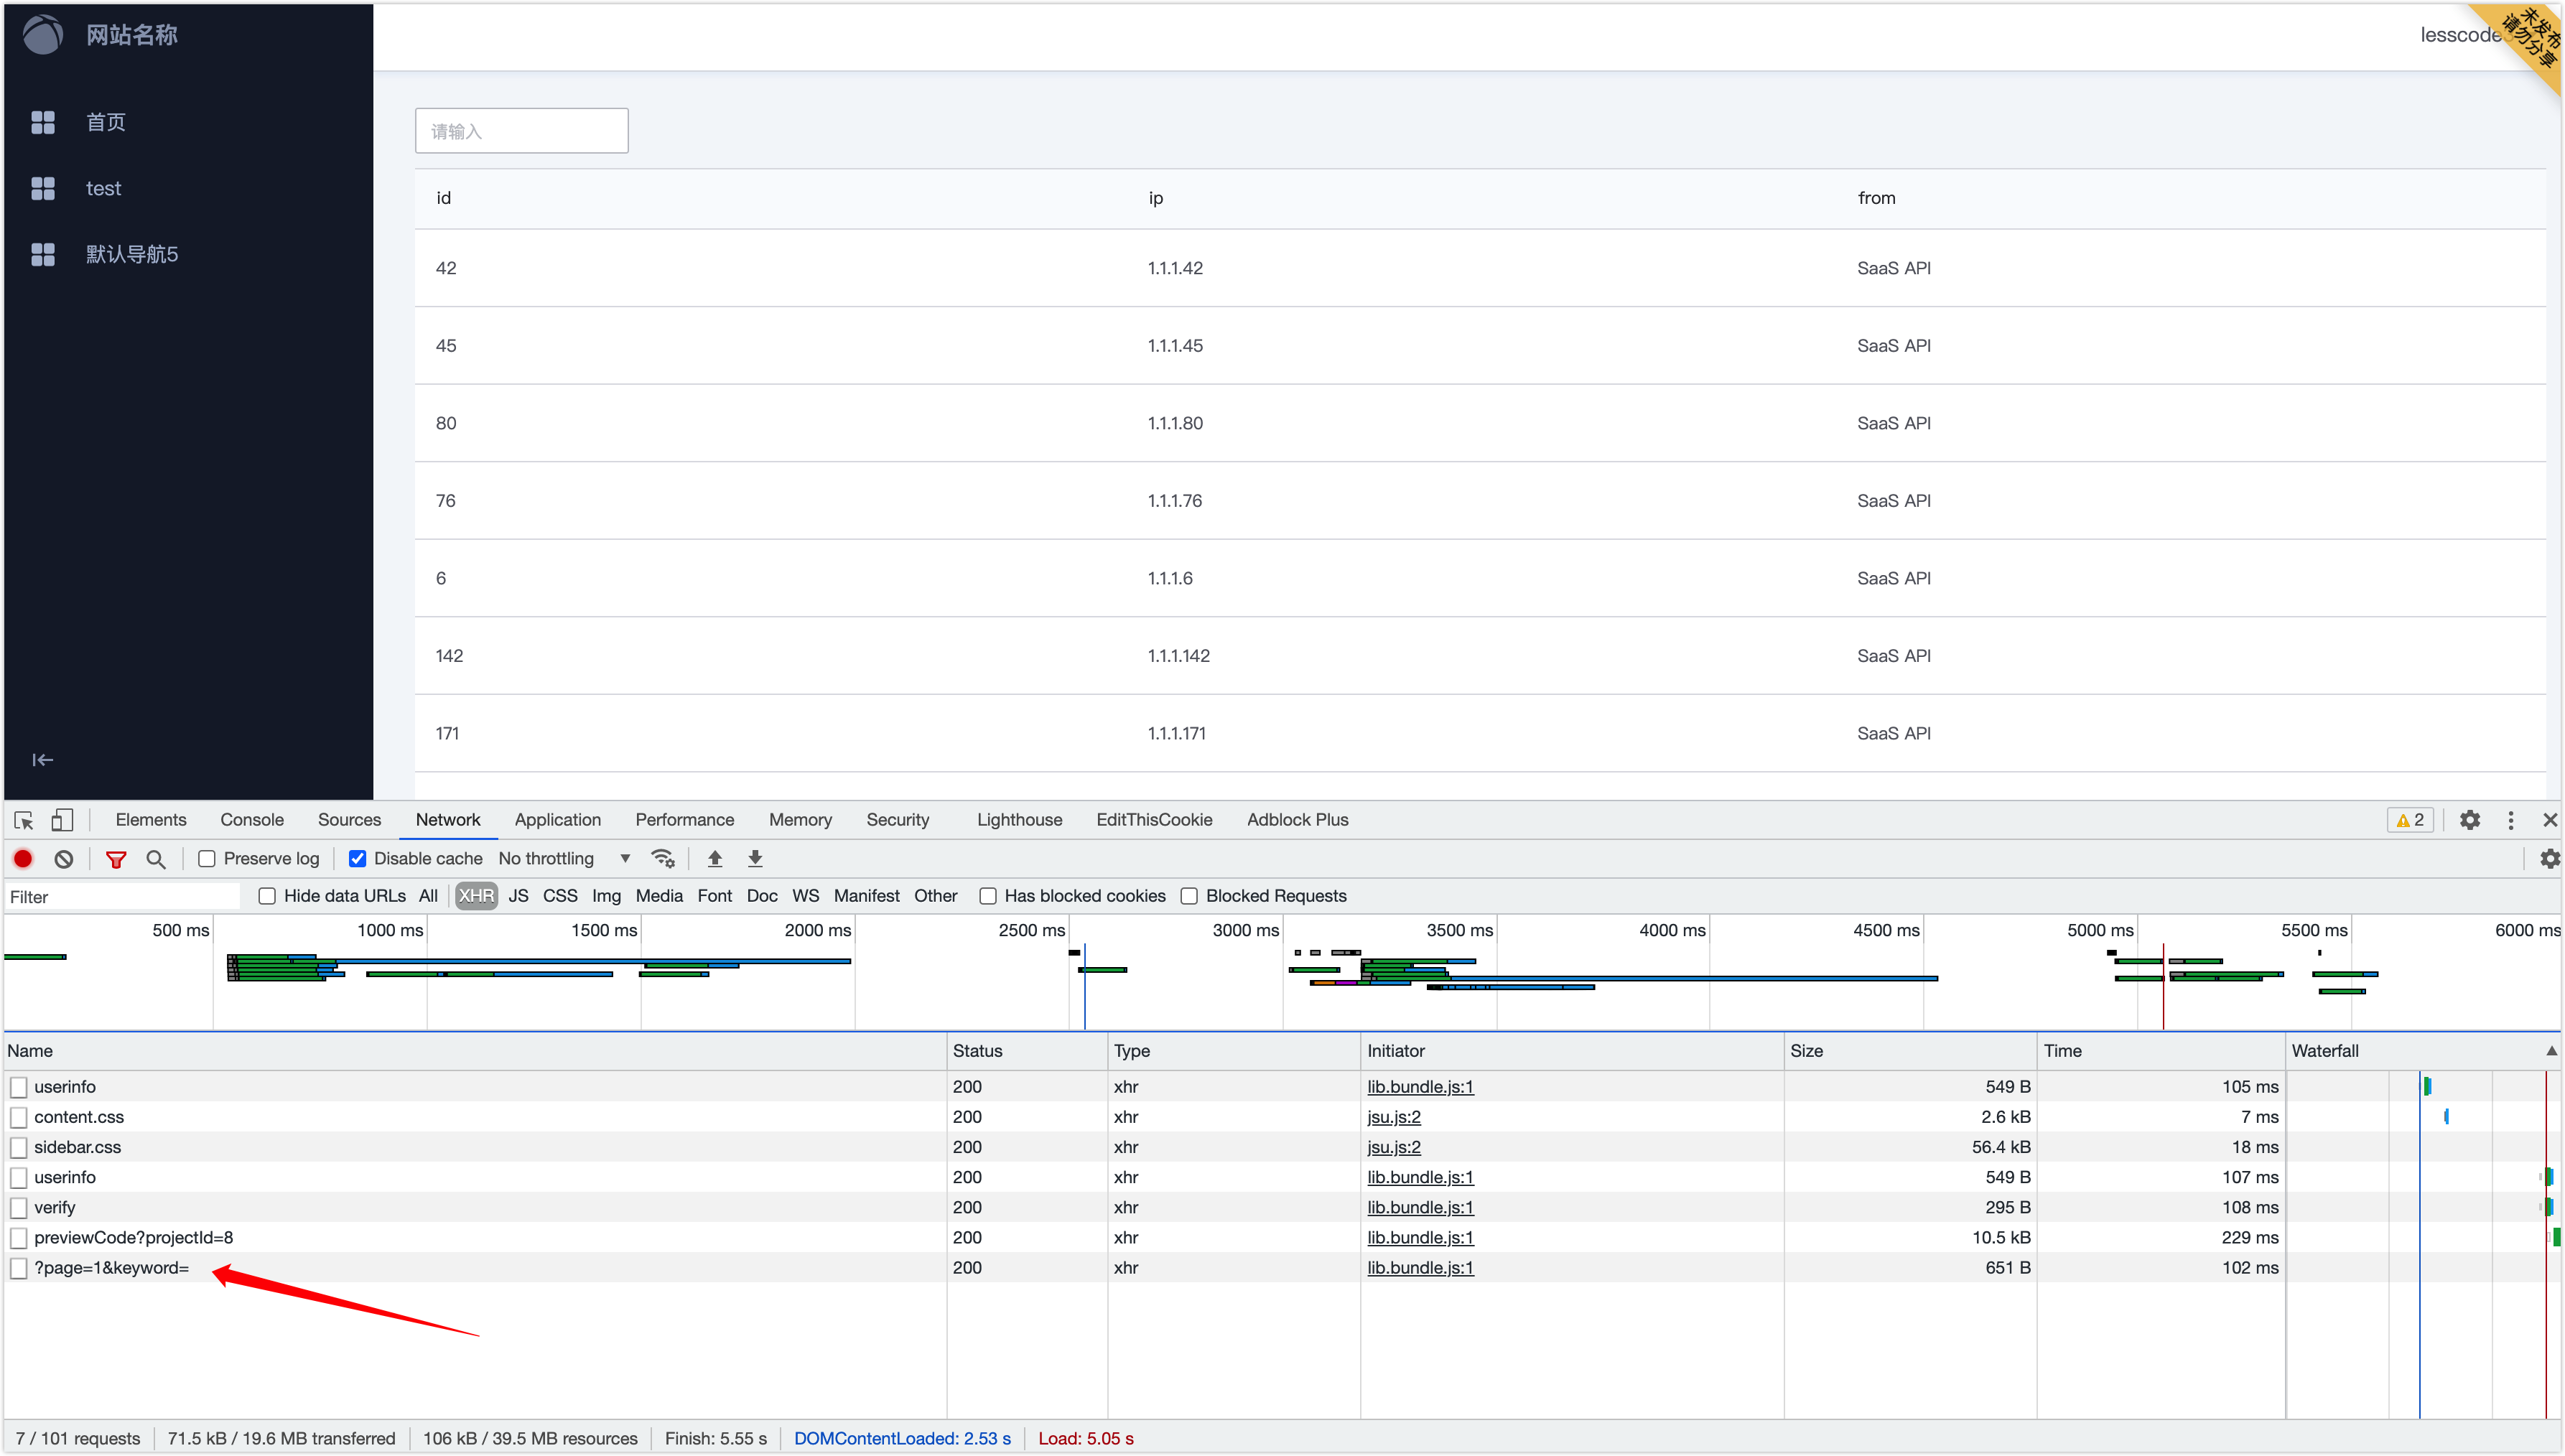 网站名称
lesscode
未发布
请勿分享
首页
test
默认导航5
请输入
id ip from
42 1.1.1.42 SaaS API
45 1.1.1.45 SaaS API
80 1.1.1.80 SaaS API
76 1.1.1.76 SaaS API
6 1.1.1.6 SaaS API
142 1.1.1.142 SaaS API
171 1.1.1.171 SaaS API
Elements Console Sources Network Application Performance Memory Security Lighthouse EditThisCookie Adblock Plus 2
Preserve log Disable cache No throttling
Filter Hide data URLs All XHR JS CSS Img Media Font Doc WS Manifest Other Has blocked cookies Blocked Requests
500 ms 1000 ms 1500 ms 2000 ms 2500 ms 3000 ms 3500 ms 4000 ms 4500 ms 5000 ms 5500 ms 6000 ms
Name Status Type Initiator Size Time Waterfall
userinfo 200 xhr lib.bundle.js:1 549 B 105 ms
content.css 200 xhr jsu.js:2 2.6 kB 7 ms
sidebar.css 200 xhr jsu.js:2 56.4 kB 18 ms
userinfo 200 xhr lib.bundle.js:1 549 B 107 ms
verify 200 xhr lib.bundle.js:1 295 B 108 ms
previewCode?projectId=8 200 xhr lib.bundle.js:1 10.5 kB 229 ms
?page=1&keyword= 200 xhr lib.bundle.js:1 651 B 102 ms
7 / 101 requests 71.5 kB / 19.6 MB transferred 106 kB / 39.5 MB resources Finish: 5.55 s DOMContentLoaded: 2.53 s Load: 5.05 s